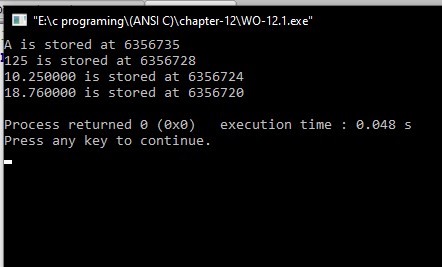 "E:\c programing\(ANSI C)\chapter-12\WO-12.1.exe"
A is stored at 6356735
125 is stored at 6356728
10.250000 is stored at 6356724
18.760000 is stored at 6356720
Process returned 0 (0x0)   execution time : 0.048 s
Press any key to continue.